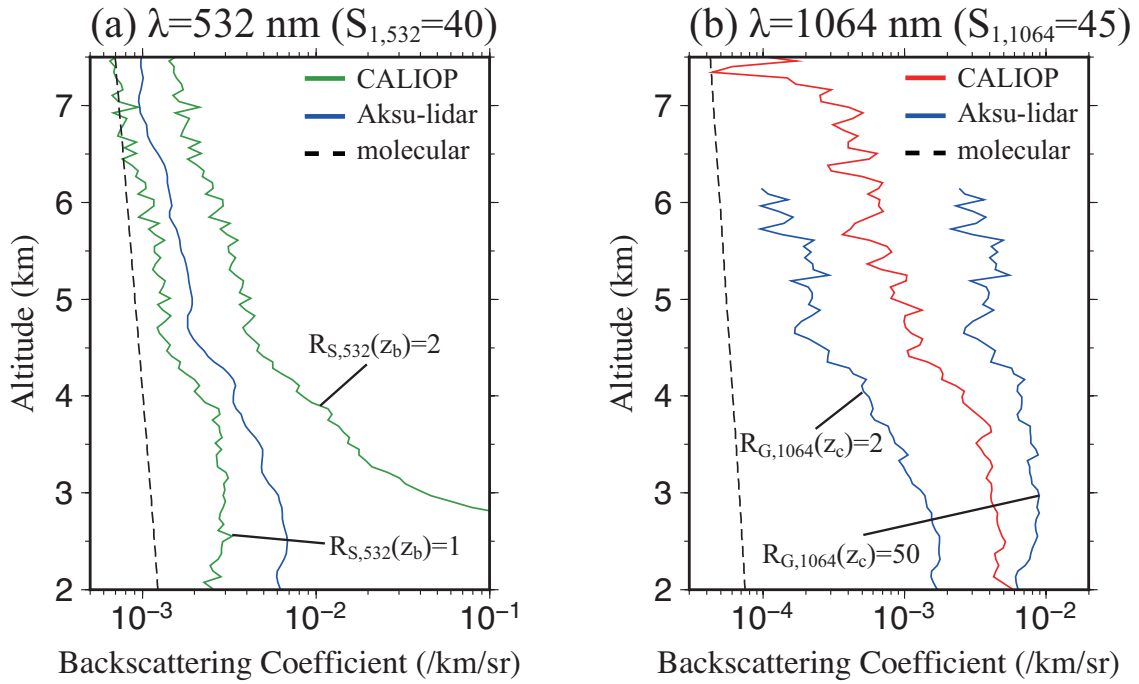 (a) λ=532 nm (S1,532=40)
CALIOP
Aksu-lidar
molecular
7
6
5
4
3
2
Altitude (km)
RS,532(zb)=2
RS,532(zb)=1
10−3
10−2
10−1
Backscattering Coefficient (/km/sr)
(b) λ=1064 nm (S1,1064=45)
CALIOP
Aksu-lidar
molecular
7
6
5
4
3
2
Altitude (km)
RG,1064(zc)=2
RG,1064(zc)=50
10−4
10−3
10−2
Backscattering Coefficient (/km/sr)